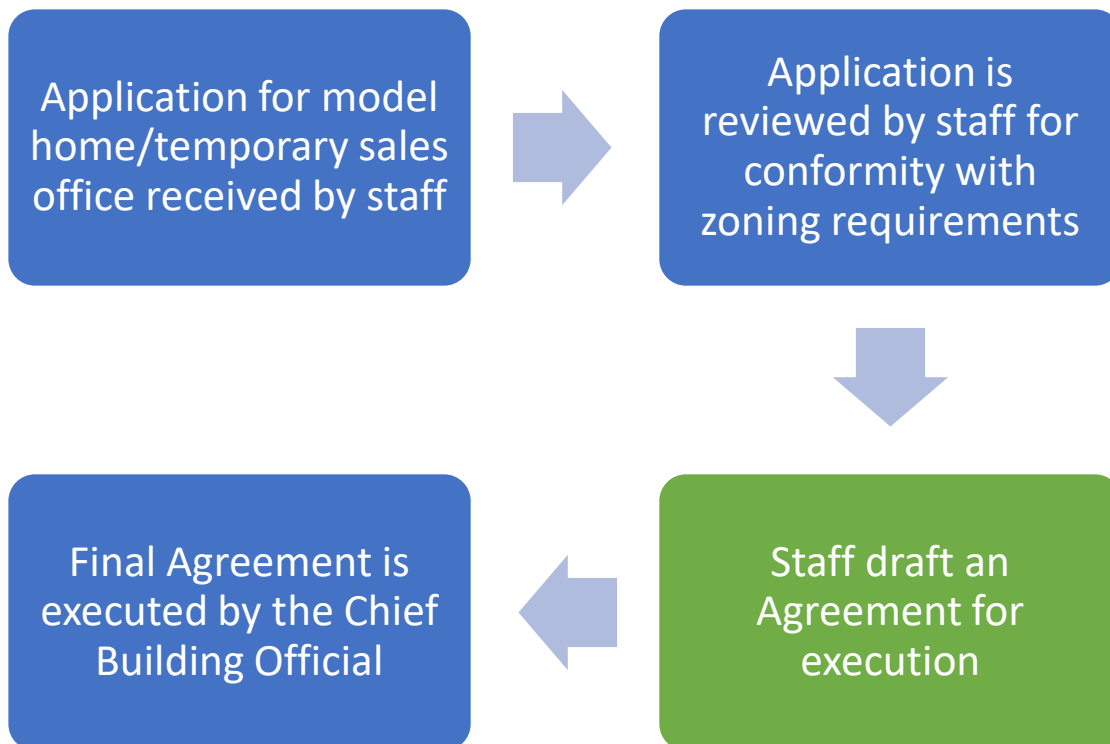 Application for model
home/temporary sales
office received by staff
Application is
reviewed by staff for
conformity with
zoning requirements
Staff draft an
Agreement for
execution
Final Agreement is
executed by the Chief
Building Official